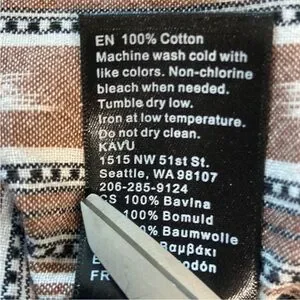 EN 100% Cotton
Machine wash cold with
like colors. Non-chlorine
bleach when needed.
Tumble dry low.
Iron at low temperature.
Do not dry clean.
KAVU
1515 NW 51st St.
Seattle, WA 98107
206-285-9124
CS 100% Bavlna
100% Bomuld
100% Baumwolle
Βαμβάκι
FR